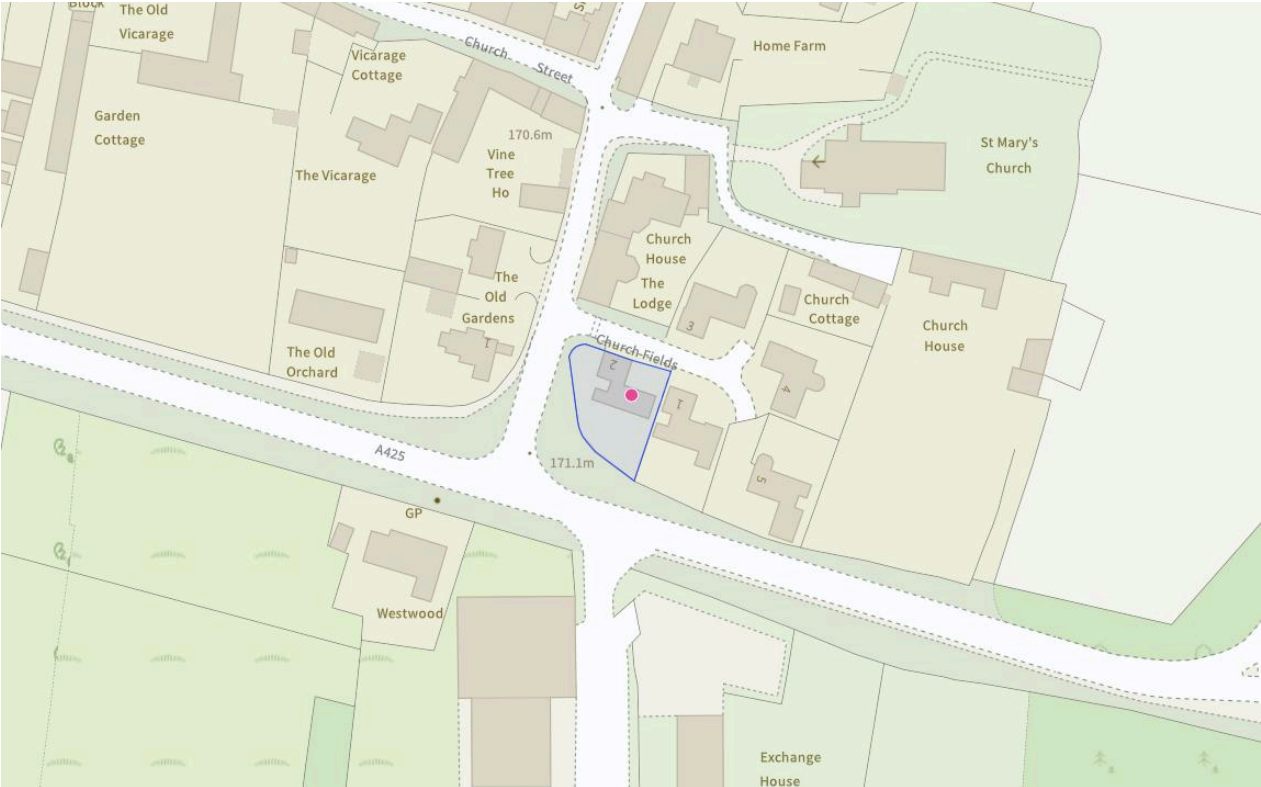 Block
The Old
Vicarage
Church
Street
Vicarage
Cottage
Home Farm
Garden
Cottage
170.6m
Vine
Tree
Ho
St Mary's
Church
The Vicarage
Church
House
The
Lodge
The
Old
Gardens
3
Church
Cottage
Church
House
1
The Old
Orchard
Church Fields
2
1
4
A425
171.1m
5
GP
Westwood
Exchange
House